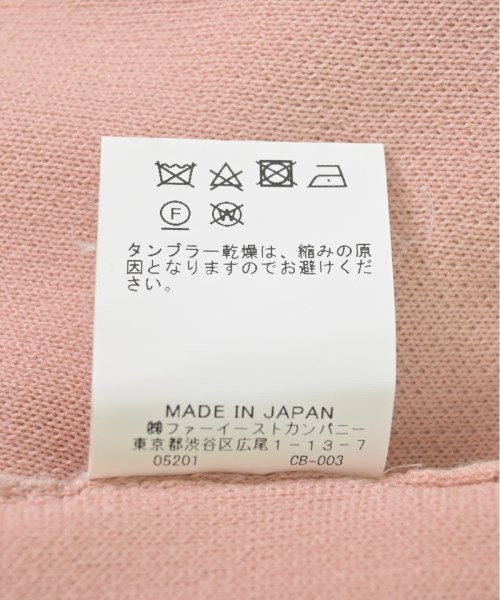 F W
タンブラー乾燥は、縮みの原
因となりますのでお避けくだ
さい。
MADE IN JAPAN
㈱ファーイーストカンパニー
東京都渋谷区広尾1-13-7
05201 CB-003